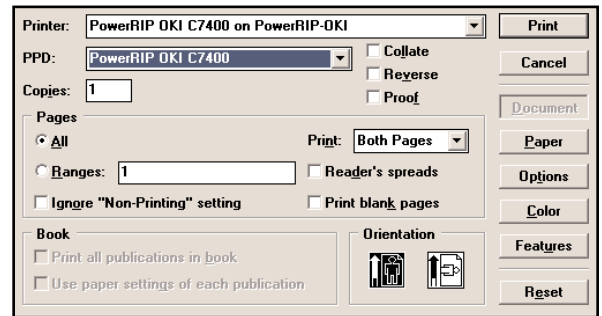 Printer: PowerRIP OKI C7400 on PowerRIP-OKI Print
PPD: PowerRIP OKI C7400 Collate Cancel
Reverse
Copies: 1 Proof Document
Pages
All Print: Both Pages Paper
Ranges: 1 Reader's spreads Options
Ignore "Non-Printing" setting Print blank pages Color
Book Orientation
Print all publications in book Features
Use paper settings of each publication Reset